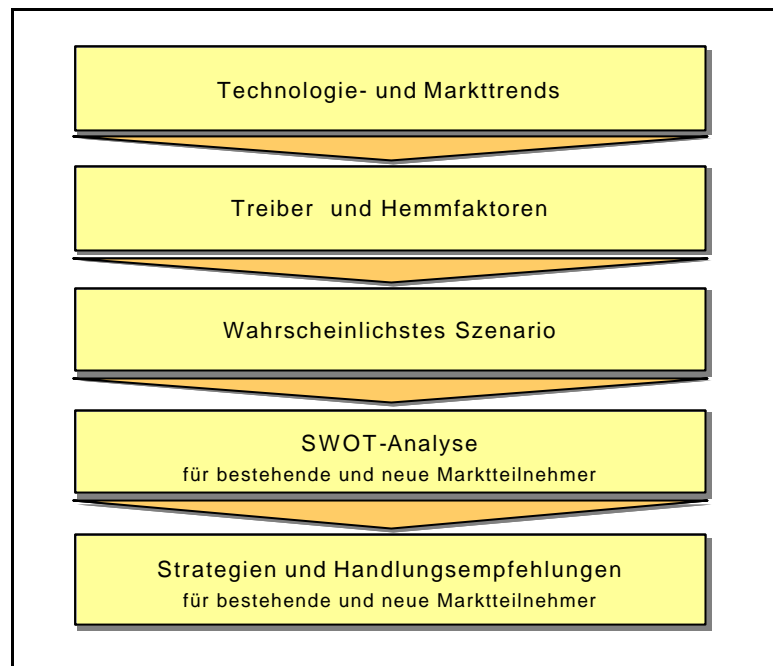 Technologie- und Markttrends
Treiber und Hemmfaktoren
Wahrscheinlichstes Szenario
SWOT-Analyse
für bestehende und neue Marktteilnehmer
Strategien und Handlungsempfehlungen
für bestehende und neue Marktteilnehmer